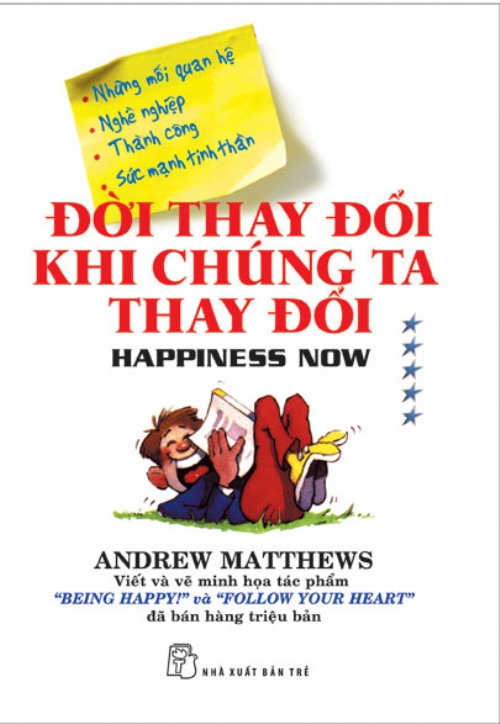 • Những mối quan hệ
• Nghề nghiệp
• Thành công
• Sức mạnh tinh thần
ĐỜI THAY ĐỔI
KHI CHÚNG TA
THAY ĐỔI
HAPPINESS NOW
ANDREW MATTHEWS
Viết và vẽ minh họa tác phẩm
“BEING HAPPY!” và “FOLLOW YOUR HEART”
đã bán hàng triệu bản
NHÀ XUẤT BẢN TRẺ